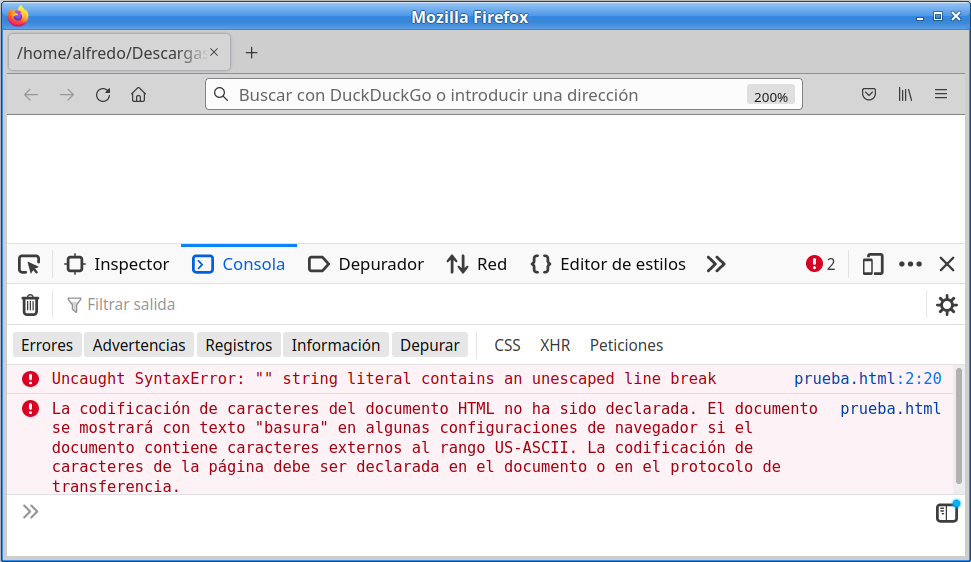 Mozilla Firefox
/home/alfredo/Descargas
Buscar con DuckDuckGo o introducir una dirección
200%
Inspector
Consola
Depurador
Red
Editor de estilos
2
Filtrar salida
Errores
Advertencias
Registros
Información
Depurar
CSS
XHR
Peticiones
Uncaught SyntaxError: "" string literal contains an unescaped line break
prueba.html:2:20
La codificación de caracteres del documento HTML no ha sido declarada. El documento
prueba.html
se mostrará con texto "basura" en algunas configuraciones de navegador si el
documento contiene caracteres externos al rango US-ASCII. La codificación de
caracteres de la página debe ser declarada en el documento o en el protocolo de
transferencia.